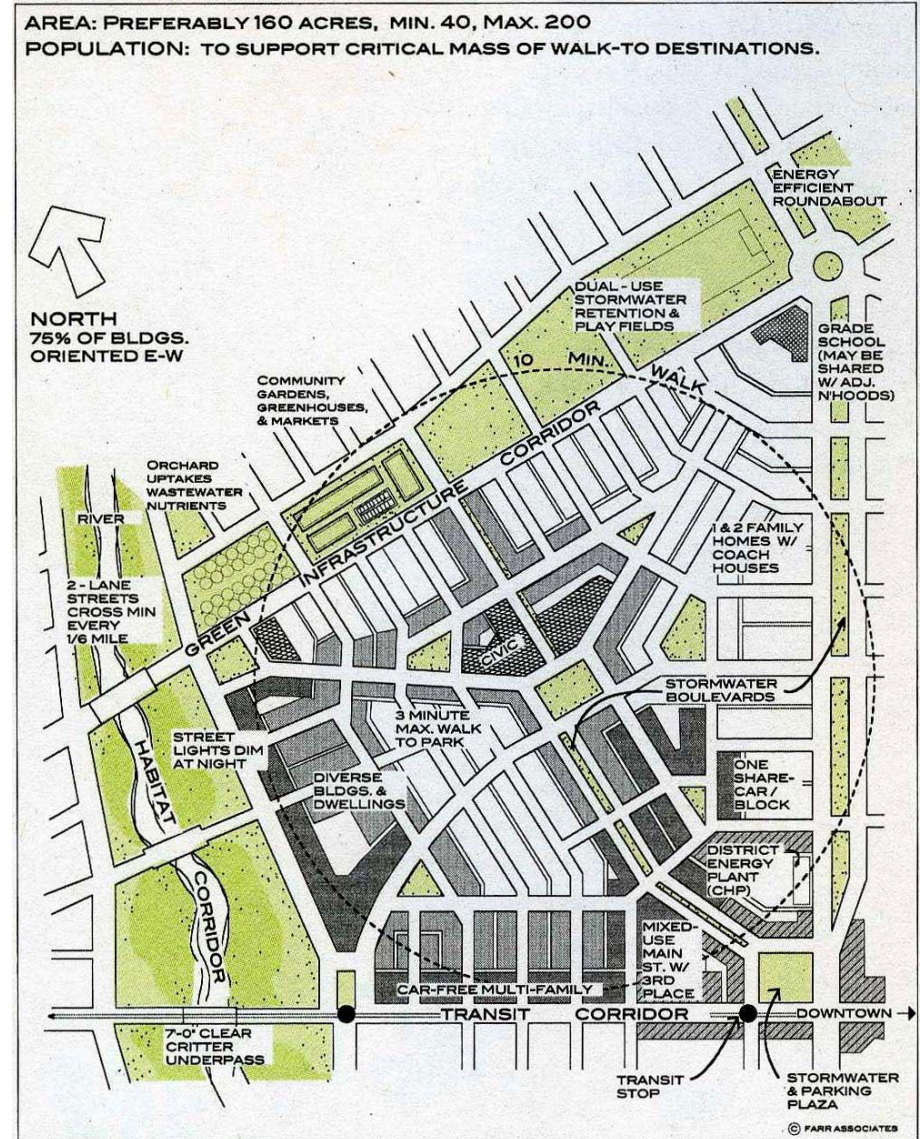 AREA: PREFERABLY 160 ACRES, MIN. 40, MAX. 200
POPULATION: TO SUPPORT CRITICAL MASS OF WALK-TO DESTINATIONS.
ENERGY
EFFICIENT
ROUNDABOUT
NORTH
75% OF BLDGS.
ORIENTED E-W
DUAL - USE
STORMWATER
RETENTION &
PLAY FIELDS
GRADE
SCHOOL
(MAY BE
SHARED
W/ ADJ.
N'HOODS)
10 MIN. WALK
COMMUNITY
GARDENS,
GREENHOUSES,
& MARKETS
ORCHARD
UPTAKES
WASTEWATER
NUTRIENTS
RIVER
GREEN INFRASTRUCTURE CORRIDOR
1 & 2 FAMILY
HOMES W/
COACH
HOUSES
2 - LANE
STREETS
CROSS MIN
EVERY
1/6 MILE
CIVIC
STORMWATER
BOULEVARDS
3 MINUTE
MAX. WALK
TO PARK
STREET
LIGHTS DIM
AT NIGHT
HABITAT CORRIDOR
DIVERSE
BLDGS. &
DWELLINGS
ONE
SHARE-
CAR /
BLOCK
DISTRICT
ENERGY
PLANT
(CHP)
MIXED-
USE
MAIN
ST. W/
3RD
PLACE
CAR-FREE MULTI-FAMILY
TRANSIT CORRIDOR
DOWNTOWN
7'-0" CLEAR
CRITTER
UNDERPASS
TRANSIT
STOP
STORMWATER
& PARKING
PLAZA
© FARR ASSOCIATES